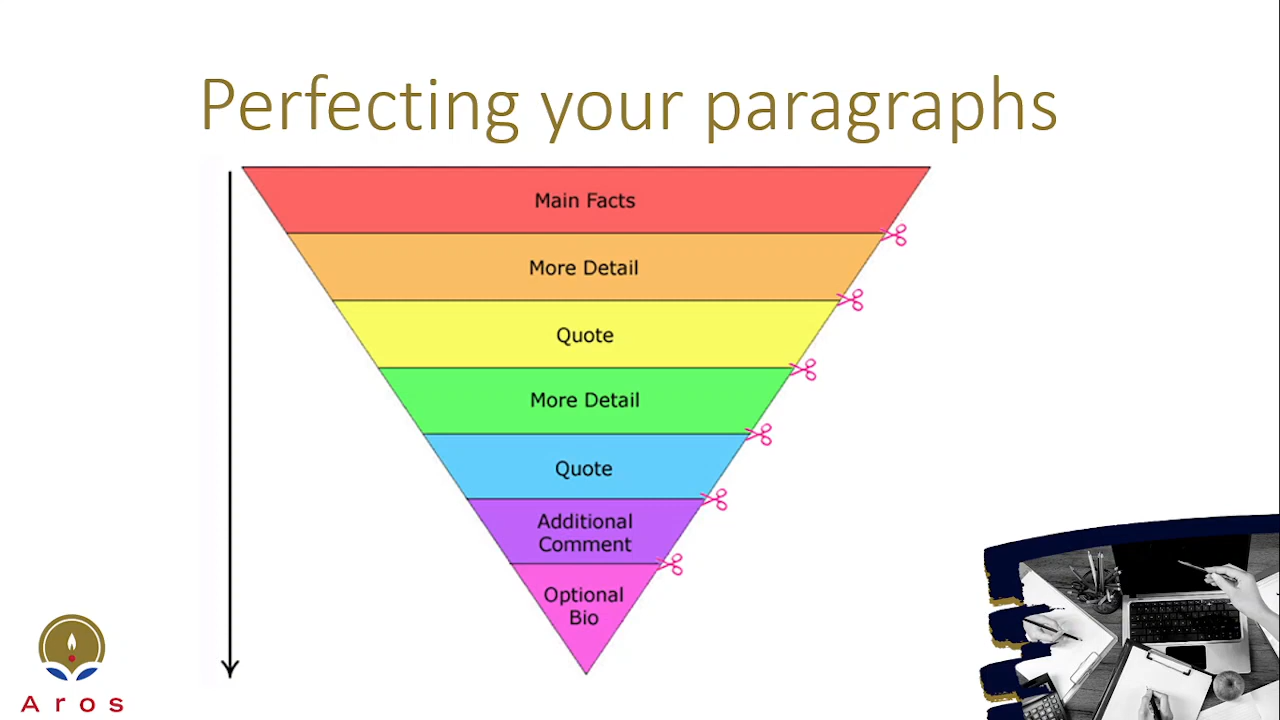 Perfecting your paragraphs
Main Facts
More Detail
Quote
More Detail
Quote
Additional
Comment
Optional
Bio
Aros